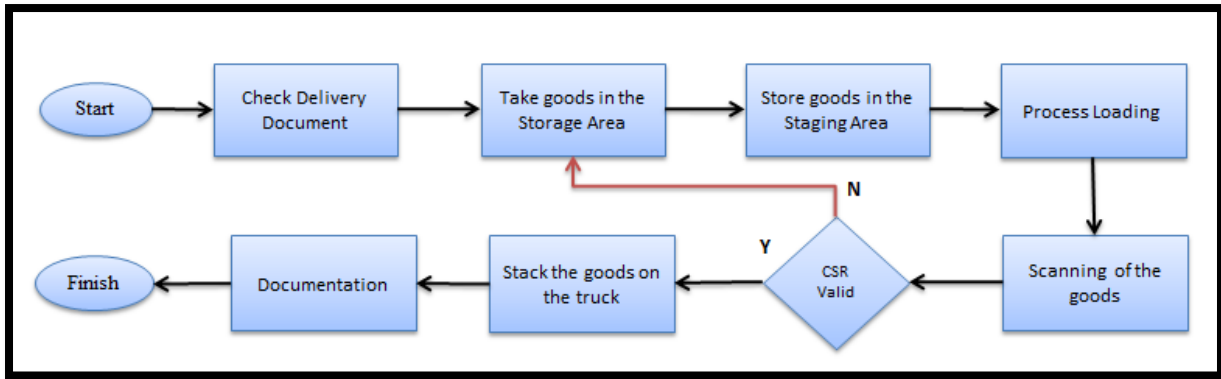 Start
Check Delivery
Document
Take goods in the
Storage Area
Store goods in the
Staging Area
Process Loading
Scanning of the
goods
CSR
Valid
N
Y
Stack the goods on
the truck
Documentation
Finish